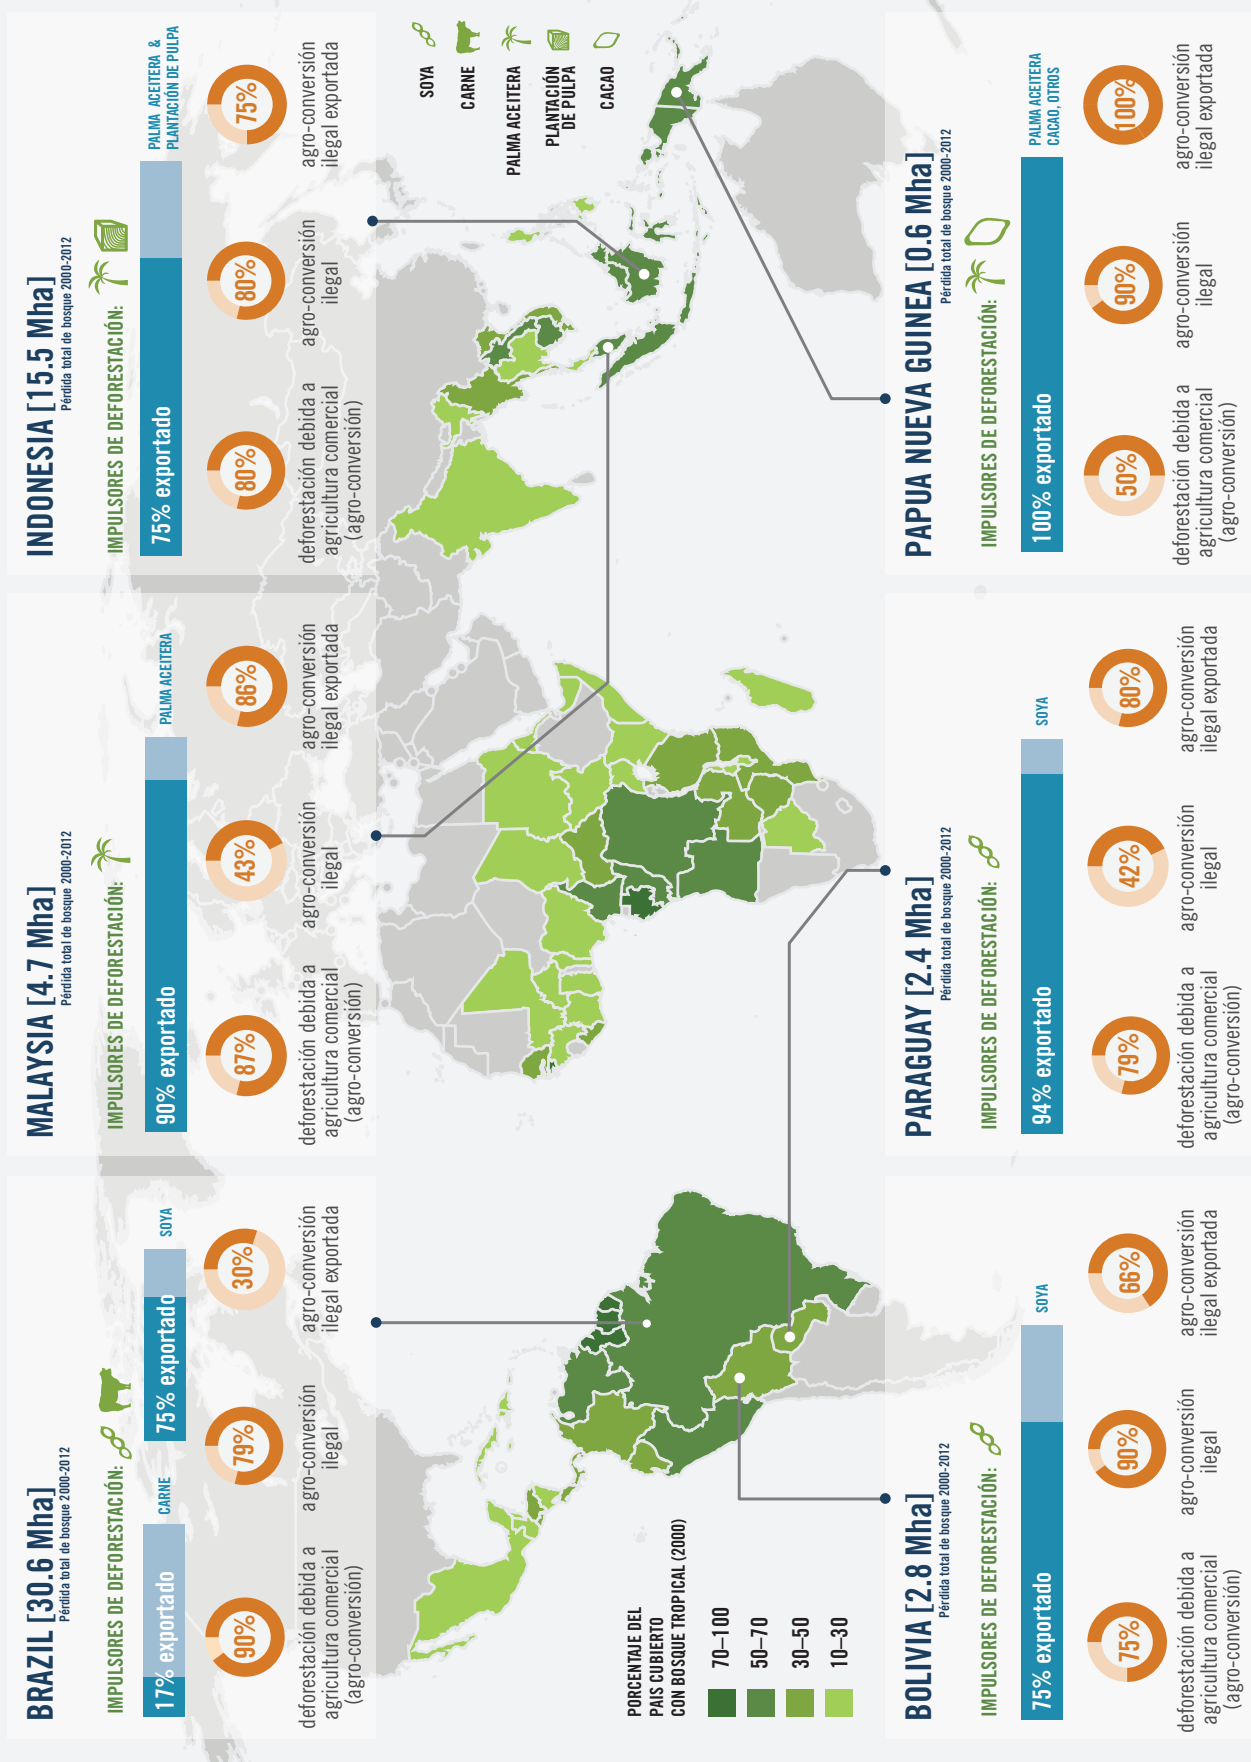 BRAZIL [30.6 Mha]
Pérdida total de bosque 2000-2012
IMPULSORES DE DEFORESTACIÓN:
17% exportado
CARNE
75% exportado
SOYA
90%
79%
30%
deforestación debida a
agricultura comercial
(agro-conversión)
agro-conversión
ilegal
agro-conversión
ilegal exportada
MALAYSIA [4.7 Mha]
Pérdida total de bosque 2000-2012
IMPULSORES DE DEFORESTACIÓN:
90% exportado
PALMA ACEITERA
87%
43%
86%
deforestación debida a
agricultura comercial
(agro-conversión)
agro-conversión
ilegal
agro-conversión
ilegal exportada
INDONESIA [15.5 Mha]
Pérdida total de bosque 2000-2012
IMPULSORES DE DEFORESTACIÓN:
75% exportado
PALMA ACEITERA &
PLANTACIÓN DE PULPA
80%
80%
75%
deforestación debida a
agricultura comercial
(agro-conversión)
agro-conversión
ilegal
agro-conversión
ilegal exportada
SOYA
CARNE
PALMA ACEITERA
PLANTACIÓN
DE PULPA
CACAO
PORCENTAJE DEL
PAIS CUBIERTO
CON BOSQUE TROPICAL (2000)
70–100
50–70
30–50
10–30
BOLIVIA [2.8 Mha]
Pérdida total de bosque 2000-2012
IMPULSORES DE DEFORESTACIÓN:
75% exportado
SOYA
75%
90%
66%
deforestación debida a
agricultura comercial
(agro-conversión)
agro-conversión
ilegal
agro-conversión
ilegal exportada
PARAGUAY [2.4 Mha]
Pérdida total de bosque 2000-2012
IMPULSORES DE DEFORESTACIÓN:
94% exportado
SOYA
79%
42%
80%
deforestación debida a
agricultura comercial
(agro-conversión)
agro-conversión
ilegal
agro-conversión
ilegal exportada
PAPUA NUEVA GUINEA [0.6 Mha]
Pérdida total de bosque 2000-2012
IMPULSORES DE DEFORESTACIÓN:
100% exportado
PALMA ACEITERA
CACAO, OTROS
50%
90%
100%
deforestación debida a
agricultura comercial
(agro-conversión)
agro-conversión
ilegal
agro-conversión
ilegal exportada